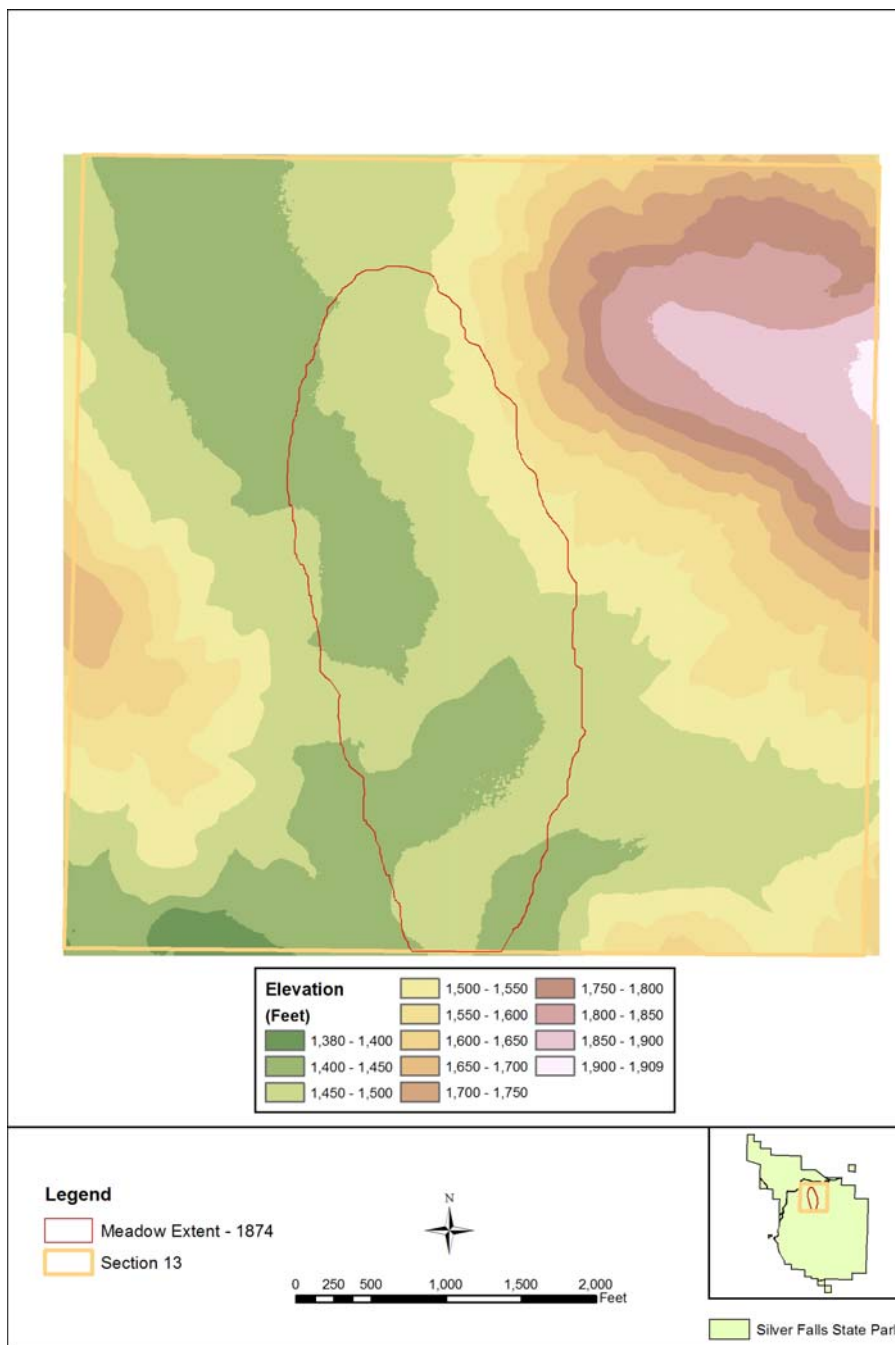 Elevation
(Feet)
1,380 - 1,400
1,400 - 1,450
1,450 - 1,500
1,500 - 1,550
1,550 - 1,600
1,600 - 1,650
1,650 - 1,700
1,700 - 1,750
1,750 - 1,800
1,800 - 1,850
1,850 - 1,900
1,900 - 1,909
Legend
Meadow Extent - 1874
Section 13
N
0 250 500 1,000 1,500 2,000
Feet
Silver Falls State Park